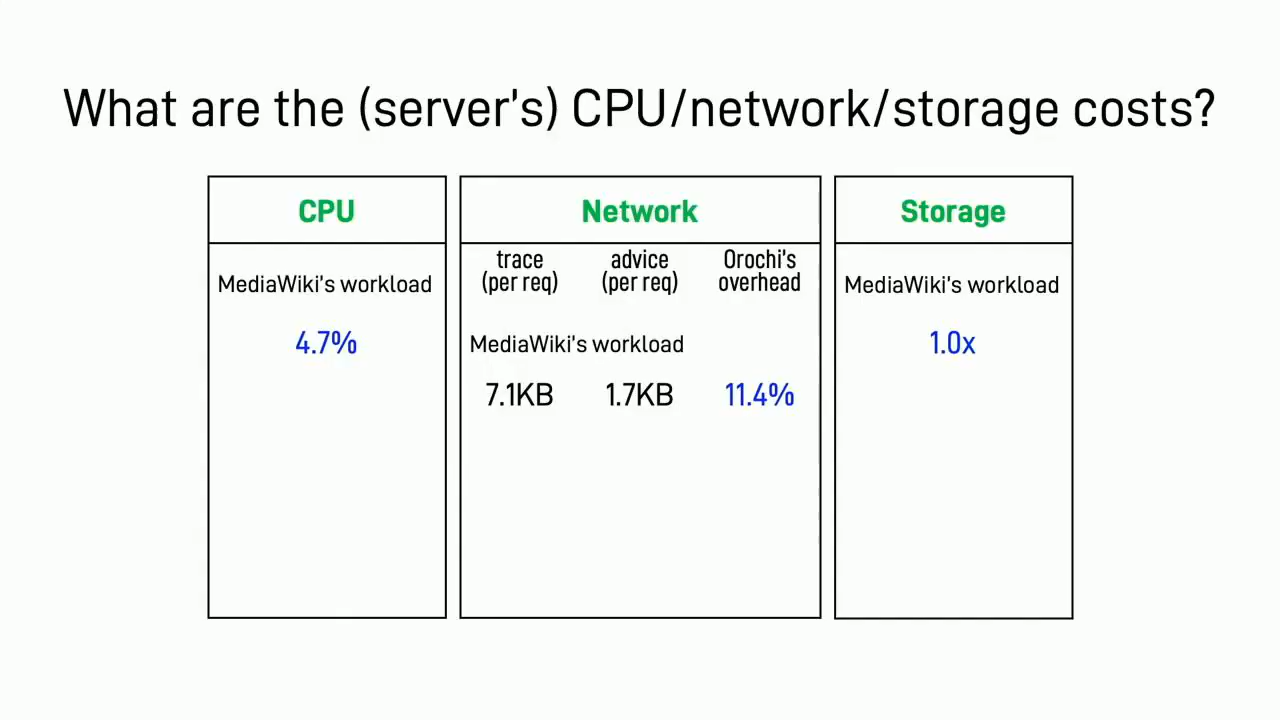 What are the (server's) CPU/network/storage costs?
CPU
MediaWiki's workload
4.7%
Network
trace (per req)
advice (per req)
Orochi's overhead
MediaWiki's workload
7.1KB 1.7KB 11.4%
Storage
MediaWiki's workload
1.0x